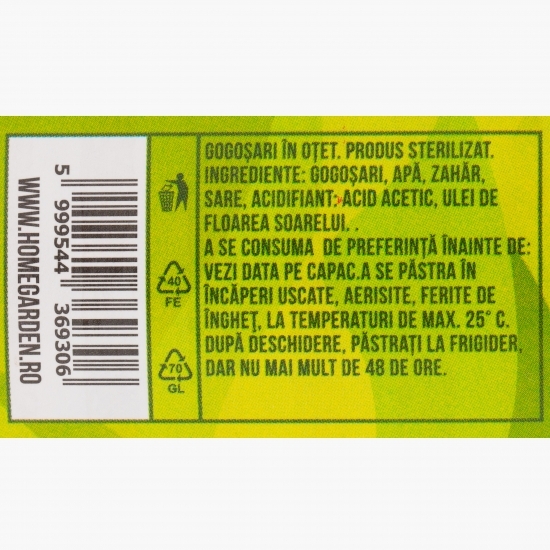 GOGOȘARI ÎN OȚET. PRODUS STERILIZAT.
INGREDIENTE: GOGOȘARI, APĂ, ZAHĂR,
SARE, ACIDIFIANT: ACID ACETIC, ULEI DE
FLOAREA SOARELUI. .
A SE CONSUMA DE PREFERINȚĂ ÎNAINTE DE:
VEZI DATA PE CAPAC.A SE PĂSTRA ÎN
ÎNCĂPERI USCATE, AERISITE, FERITE DE
ÎNGHEȚ, LA TEMPERATURI DE MAX. 25° C.
DUPĂ DESCHIDERE, PĂSTRAȚI LA FRIGIDER,
DAR NU MAI MULT DE 48 DE ORE.
40
FE
70
GL
5 999544 369306
WWW.HOMEGARDEN.RO